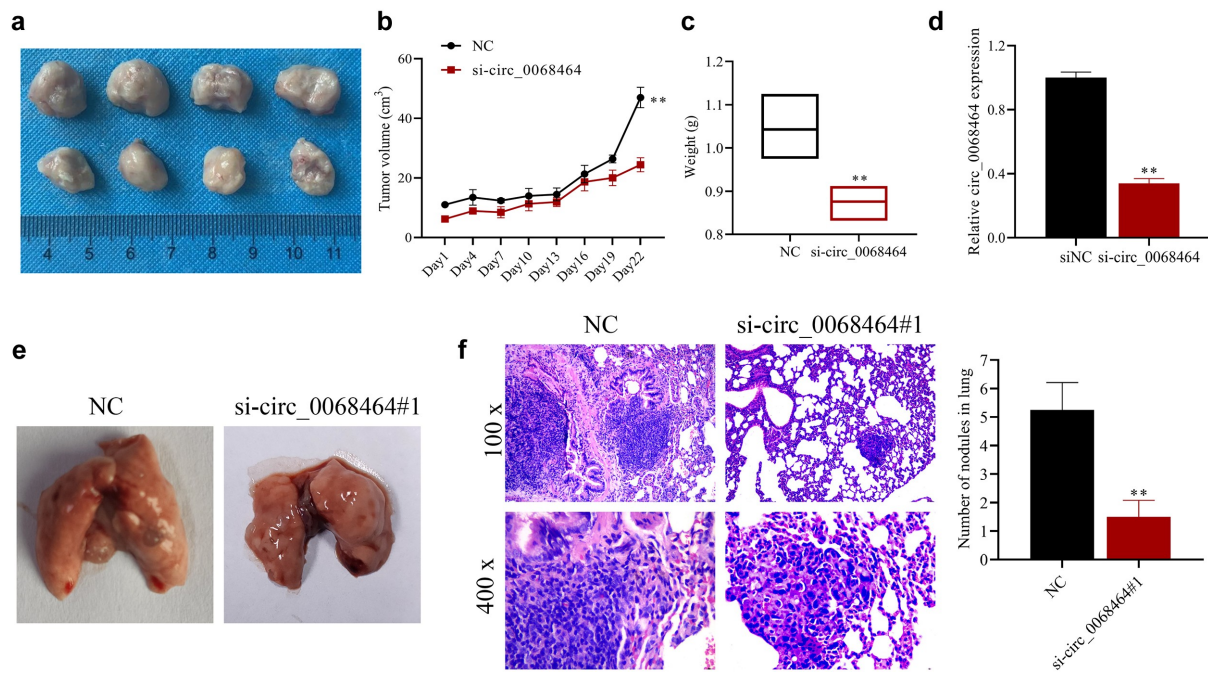 a
4 5 6 7 8 9 10 11
b
NC
si-circ_0068464
Tumor volume (cm³)
60
40
20
0
**
Day1 Day4 Day7 Day10 Day13 Day16 Day19 Day22
c
Weight (g)
1.2
1.1
1.0
0.9
0.8
**
NC si-circ_0068464
d
Relative circ_0068464 expression
1.2
0.8
0.4
0.0
**
siNC si-circ_0068464
e
NC si-circ_0068464#1
f
NC si-circ_0068464#1
100 x
400 x
Number of nodules in lung
7
6
5
4
3
2
1
0
**
NC si-circ_0068464#1